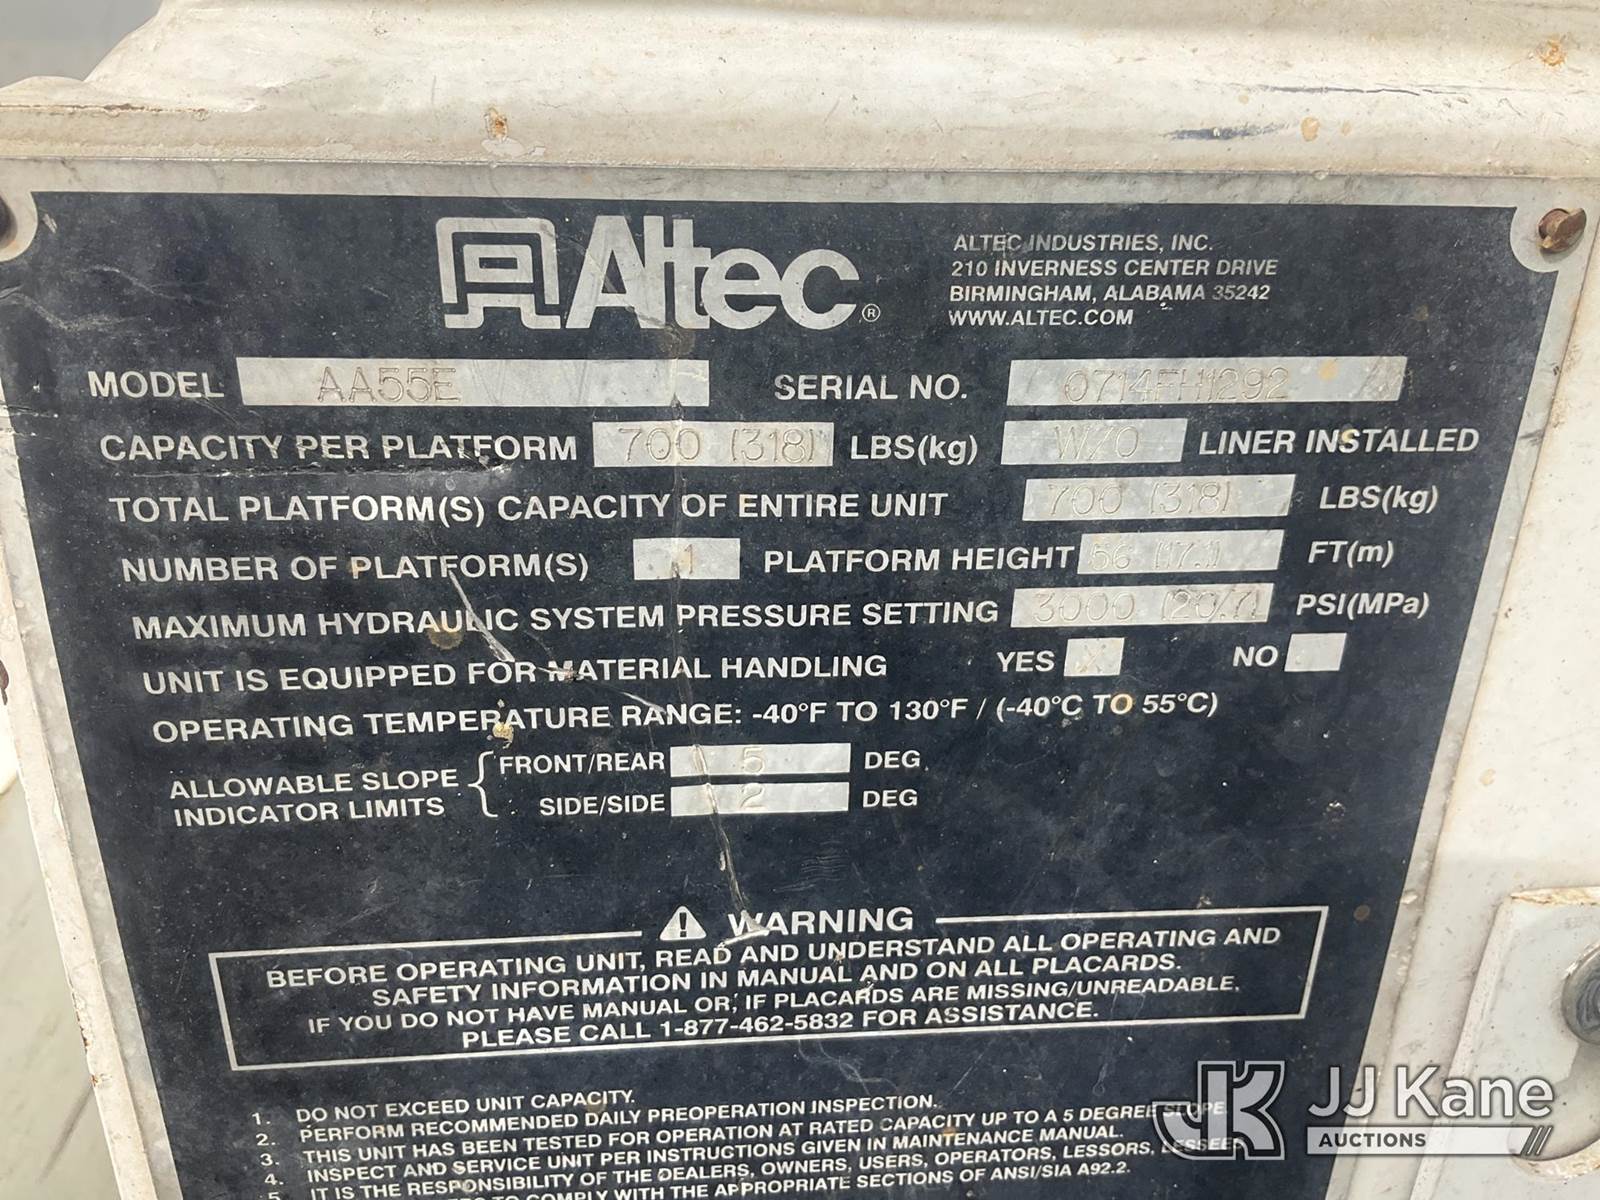 Altec®
ALTEC INDUSTRIES, INC.
210 INVERNESS CENTER DRIVE
BIRMINGHAM, ALABAMA 35242
WWW.ALTEC.COM
MODEL AA55E SERIAL NO. 0714FH1292
CAPACITY PER PLATFORM 700 (318) LBS(kg) W/O LINER INSTALLED
TOTAL PLATFORM(S) CAPACITY OF ENTIRE UNIT 700 (318) LBS(kg)
NUMBER OF PLATFORM(S) 1 PLATFORM HEIGHT 56 (17.1) FT(m)
MAXIMUM HYDRAULIC SYSTEM PRESSURE SETTING 3000 (20.7) PSI(MPa)
UNIT IS EQUIPPED FOR MATERIAL HANDLING YES X NO
OPERATING TEMPERATURE RANGE: -40°F TO 130°F / (-40°C TO 55°C)
ALLOWABLE SLOPE INDICATOR LIMITS { FRONT/REAR 5 DEG.
SIDE/SIDE 2 DEG
⚠ WARNING
BEFORE OPERATING UNIT, READ AND UNDERSTAND ALL OPERATING AND
SAFETY INFORMATION IN MANUAL AND ON ALL PLACARDS.
IF YOU DO NOT HAVE MANUAL OR, IF PLACARDS ARE MISSING/UNREADABLE,
PLEASE CALL 1-877-462-5832 FOR ASSISTANCE.
1. DO NOT EXCEED UNIT CAPACITY.
2. PERFORM RECOMMENDED DAILY PREOPERATION INSPECTION.
3. THIS UNIT HAS BEEN TESTED FOR OPERATION AT RATED CAPACITY UP TO A 5 DEGREE SLOPE.
4. INSPECT AND SERVICE UNIT PER INSTRUCTIONS GIVEN IN MAINTENANCE MANUAL.
5. IT IS THE RESPONSIBILITY OF THE DEALERS, OWNERS, USERS, OPERATORS, LESSORS, LESSEES
TO COMPLY WITH THE APPROPRIATE SECTIONS OF ANSI/SIA A92.2.
JK JJ Kane
AUCTIONS